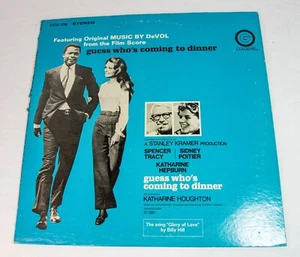 STEREO
Featuring Original MUSIC BY DeVOL
from the Film Score
guess who's coming to dinner
A STANLEY KRAMER PRODUCTION
SPENCER TRACY | SIDNEY POITIER
KATHARINE
HEPBURN
guess who's
coming to dinner
KATHARINE HOUGHTON
The song "Glory of Love"
by Billy Hill